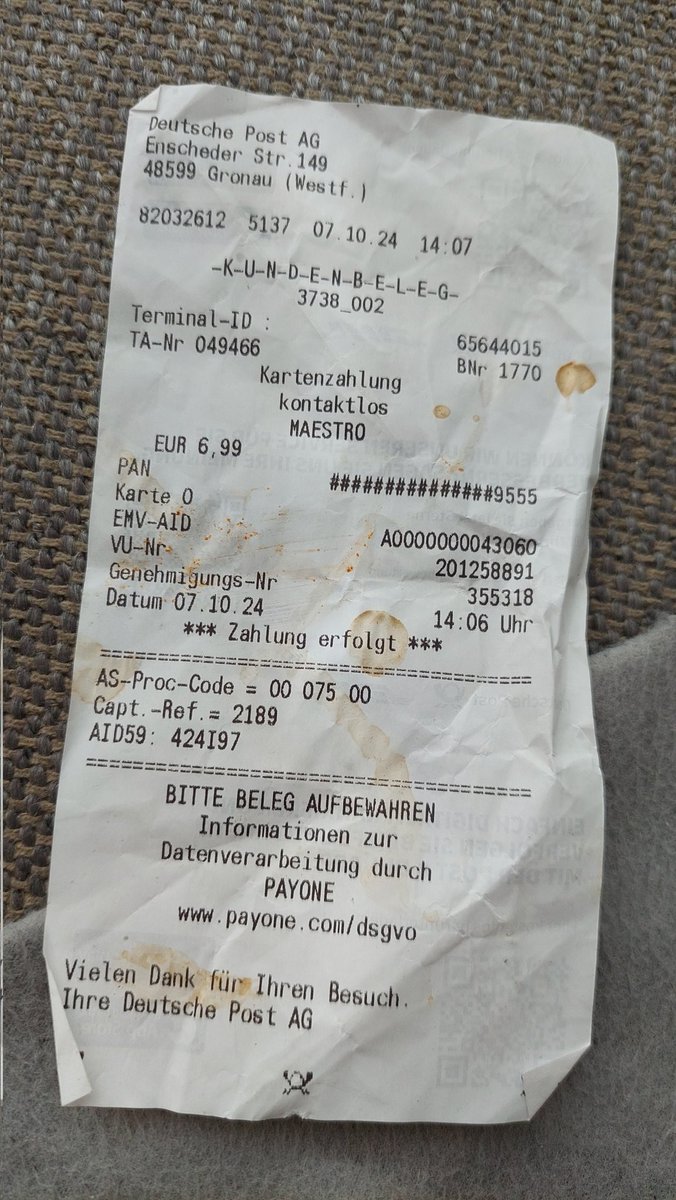 Deutsche Post AG
Enscheder Str.149
48599 Gronau (Westf.)
82032612 5137 07.10.24 14:07
-K-U-N-D-E-N-B-E-L-E-G-
3738_002
Terminal-ID : 65644015
TA-Nr 049466 BNr 1770
Kartenzahlung
kontaktlos
MAESTRO
EUR 6,99
PAN ###############9555
Karte 0
EMV-AID A0000000043060
VU-Nr 201258891
Genehmigungs-Nr 355318
Datum 07.10.24 14:06 Uhr
*** Zahlung erfolgt ***
AS-Proc-Code = 00 075 00
Capt.-Ref.= 2189
AID59: 424I97
BITTE BELEG AUFBEWAHREN
Informationen zur
Datenverarbeitung durch
PAYONE
www.payone.com/dsgvo
Vielen Dank für Ihren Besuch.
Ihre Deutsche Post AG